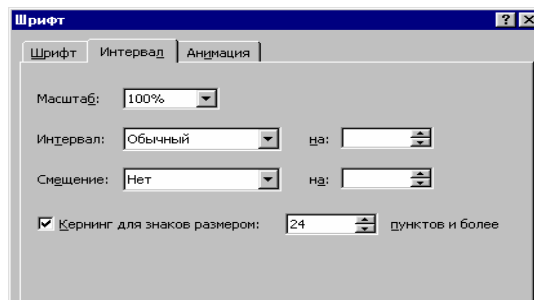 Шрифт
Шрифт Интервал Анимация
Масштаб: 100%
Интервал: Обычный на:
Смещение: Нет на:
Кернинг для знаков размером: 24 пунктов и более